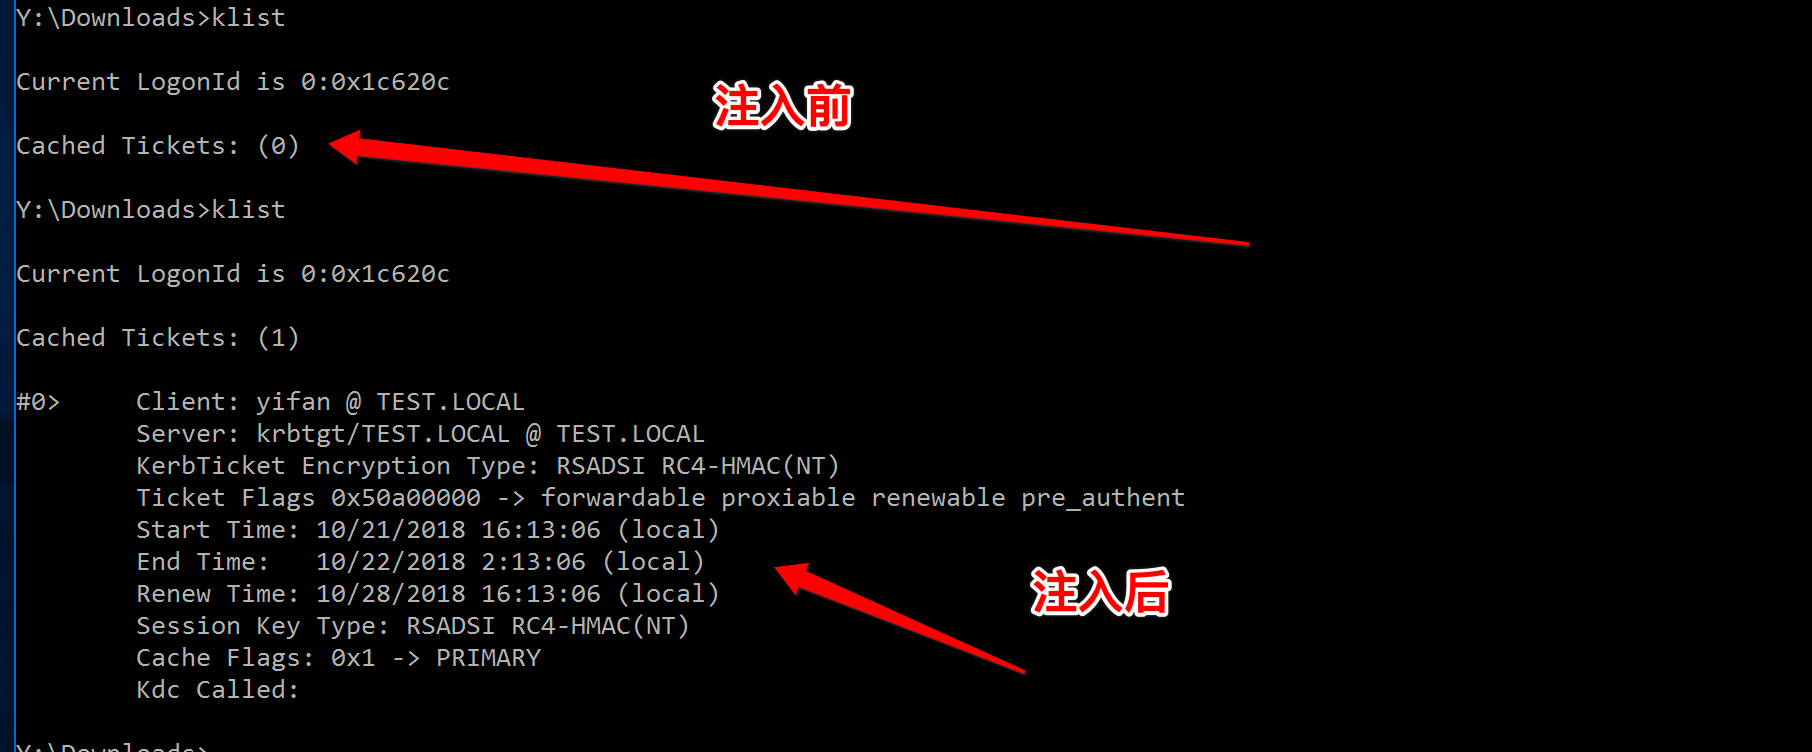 Y:\Downloads>klist
Current LogonId is 0:0x1c620c
注入前
Cached Tickets: (0)
Y:\Downloads>klist
Current LogonId is 0:0x1c620c
Cached Tickets: (1)
#0> Client: yifan @ TEST.LOCAL
Server: krbtgt/TEST.LOCAL @ TEST.LOCAL
KerbTicket Encryption Type: RSADSI RC4-HMAC(NT)
Ticket Flags 0x50a00000 -> forwardable proxiable renewable pre_authent
Start Time: 10/21/2018 16:13:06 (local)
End Time: 10/22/2018 2:13:06 (local)
注入后
Renew Time: 10/28/2018 16:13:06 (local)
Session Key Type: RSADSI RC4-HMAC(NT)
Cache Flags: 0x1 -> PRIMARY
Kdc Called:
Y:\Downloads>